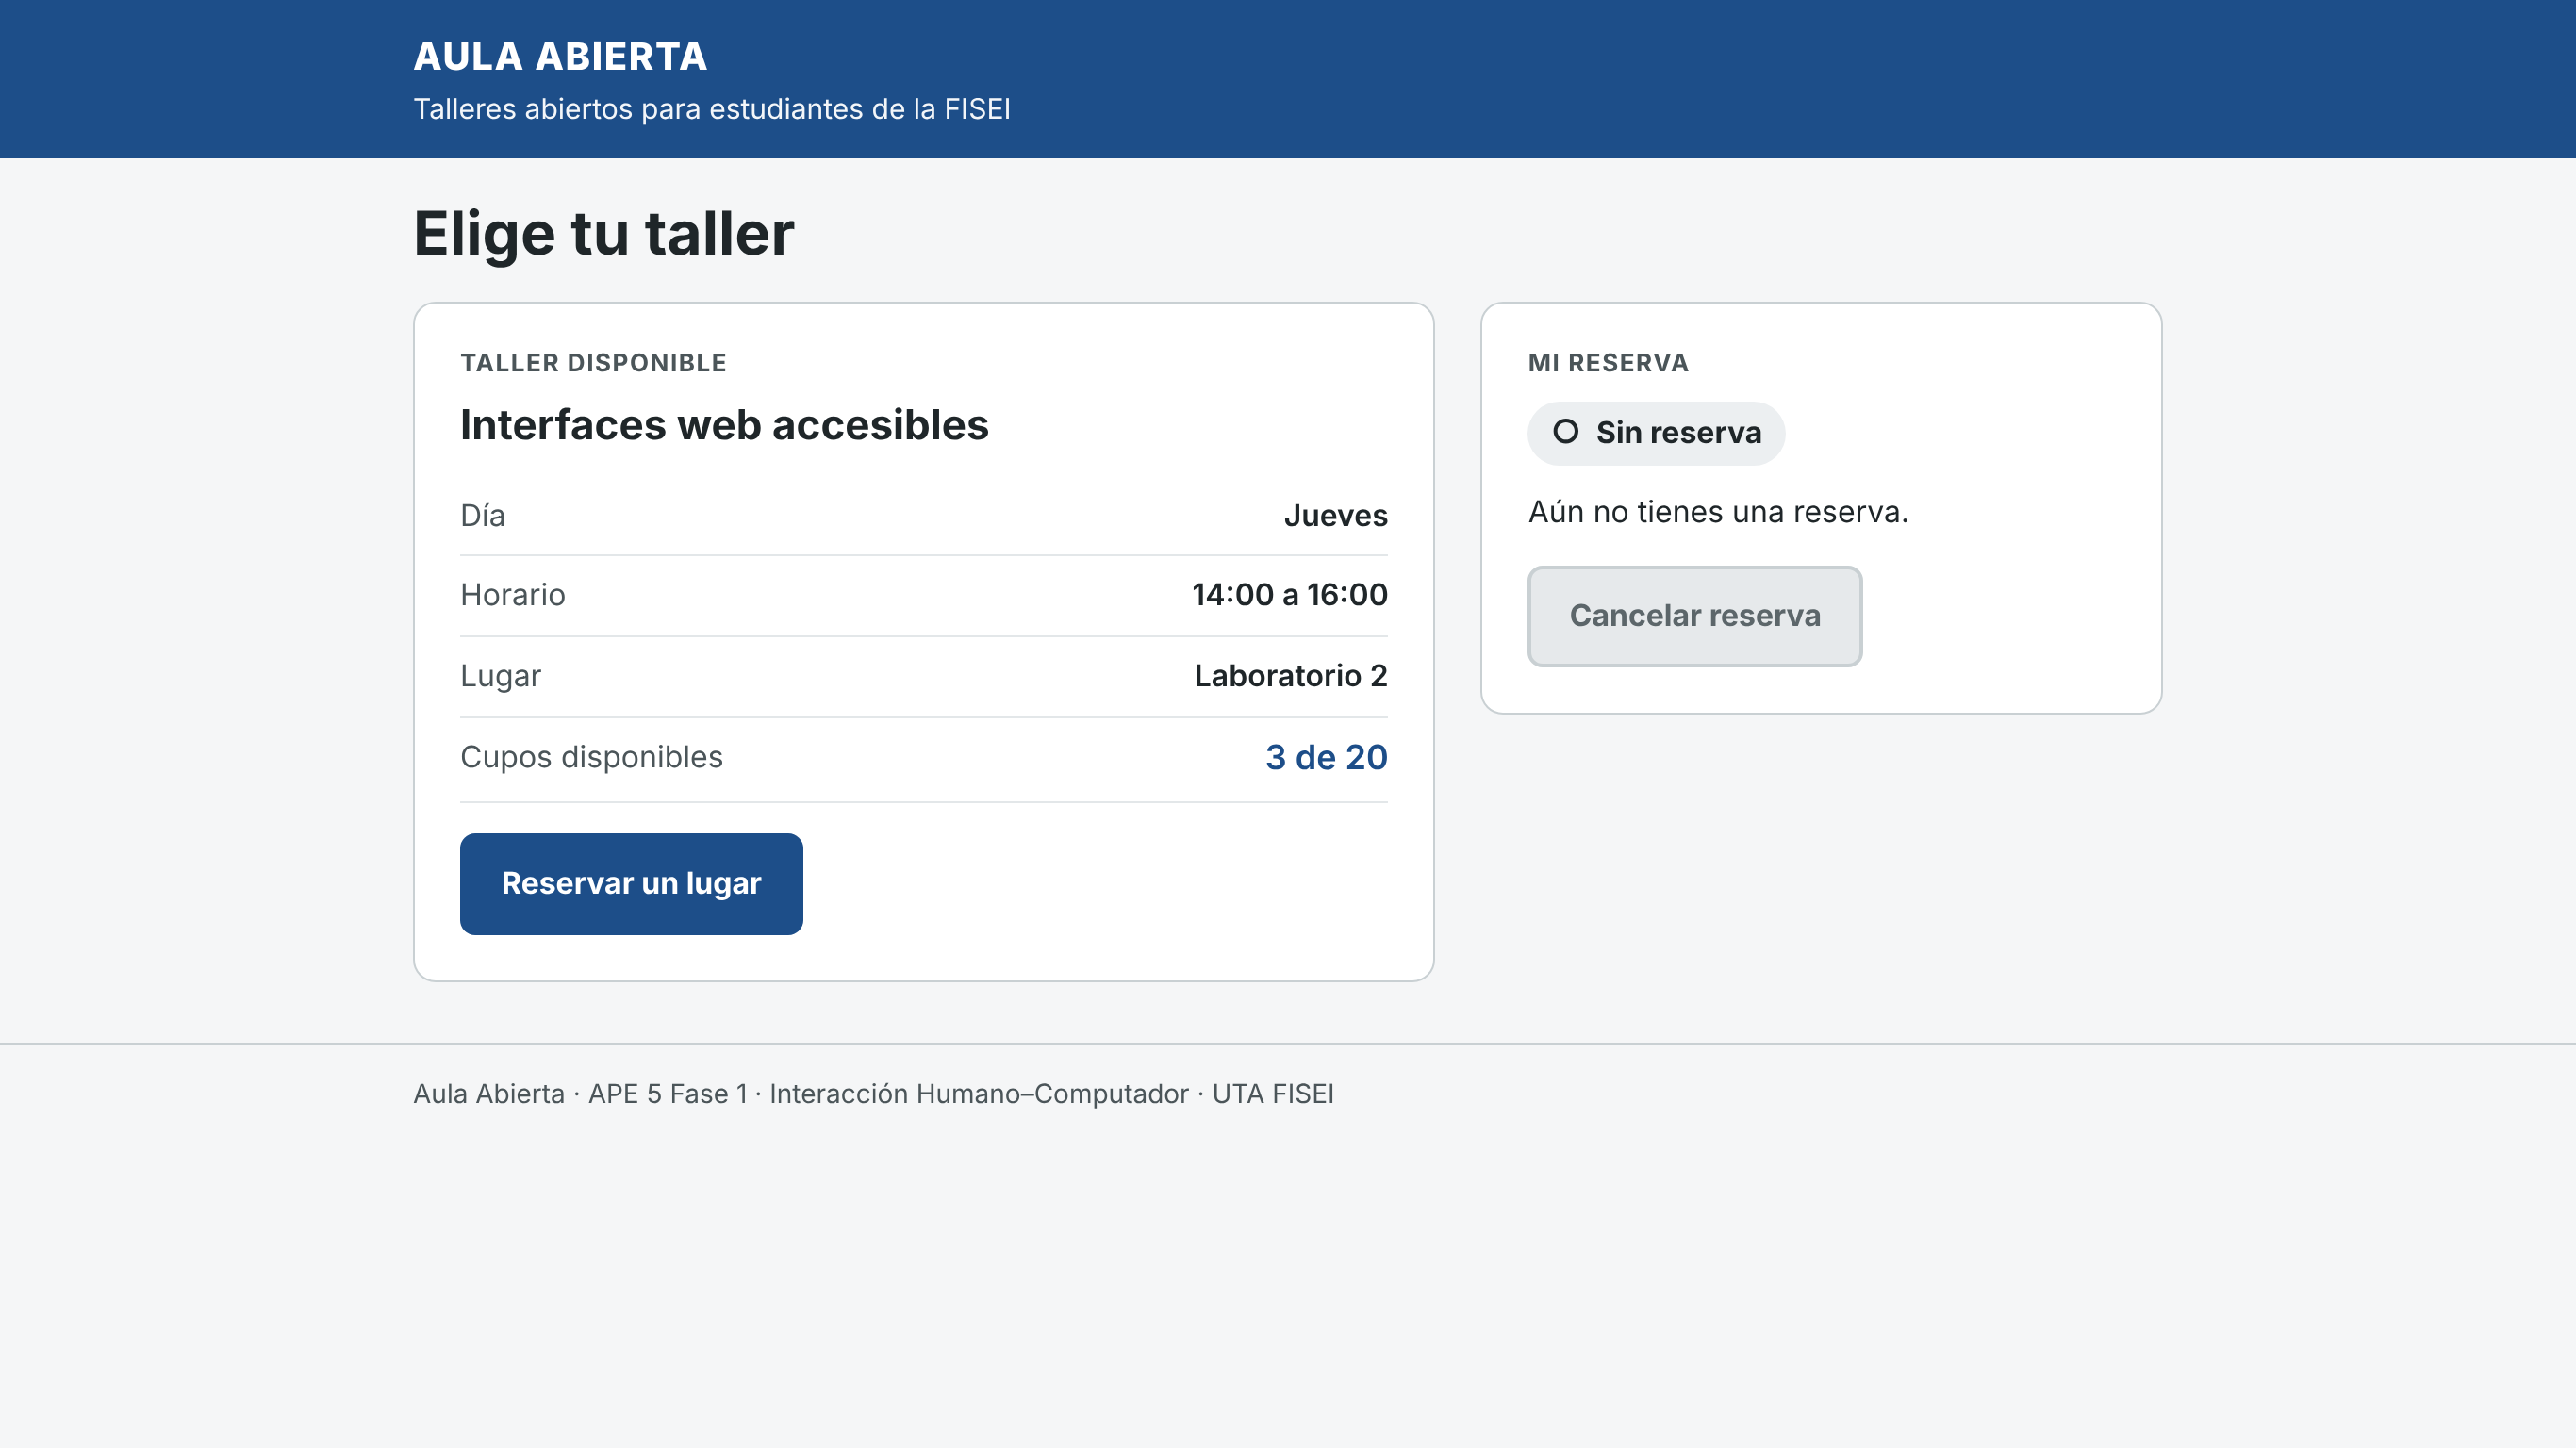 AULA ABIERTA
Talleres abiertos para estudiantes de la FISEI
Elige tu taller
TALLER DISPONIBLE
Interfaces web accesibles
Día Jueves
Horario 14:00 a 16:00
Lugar Laboratorio 2
Cupos disponibles 3 de 20
Reservar un lugar
MI RESERVA
Sin reserva
Aún no tienes una reserva.
Cancelar reserva
Aula Abierta · APE 5 Fase 1 · Interacción Humano–Computador · UTA FISEI